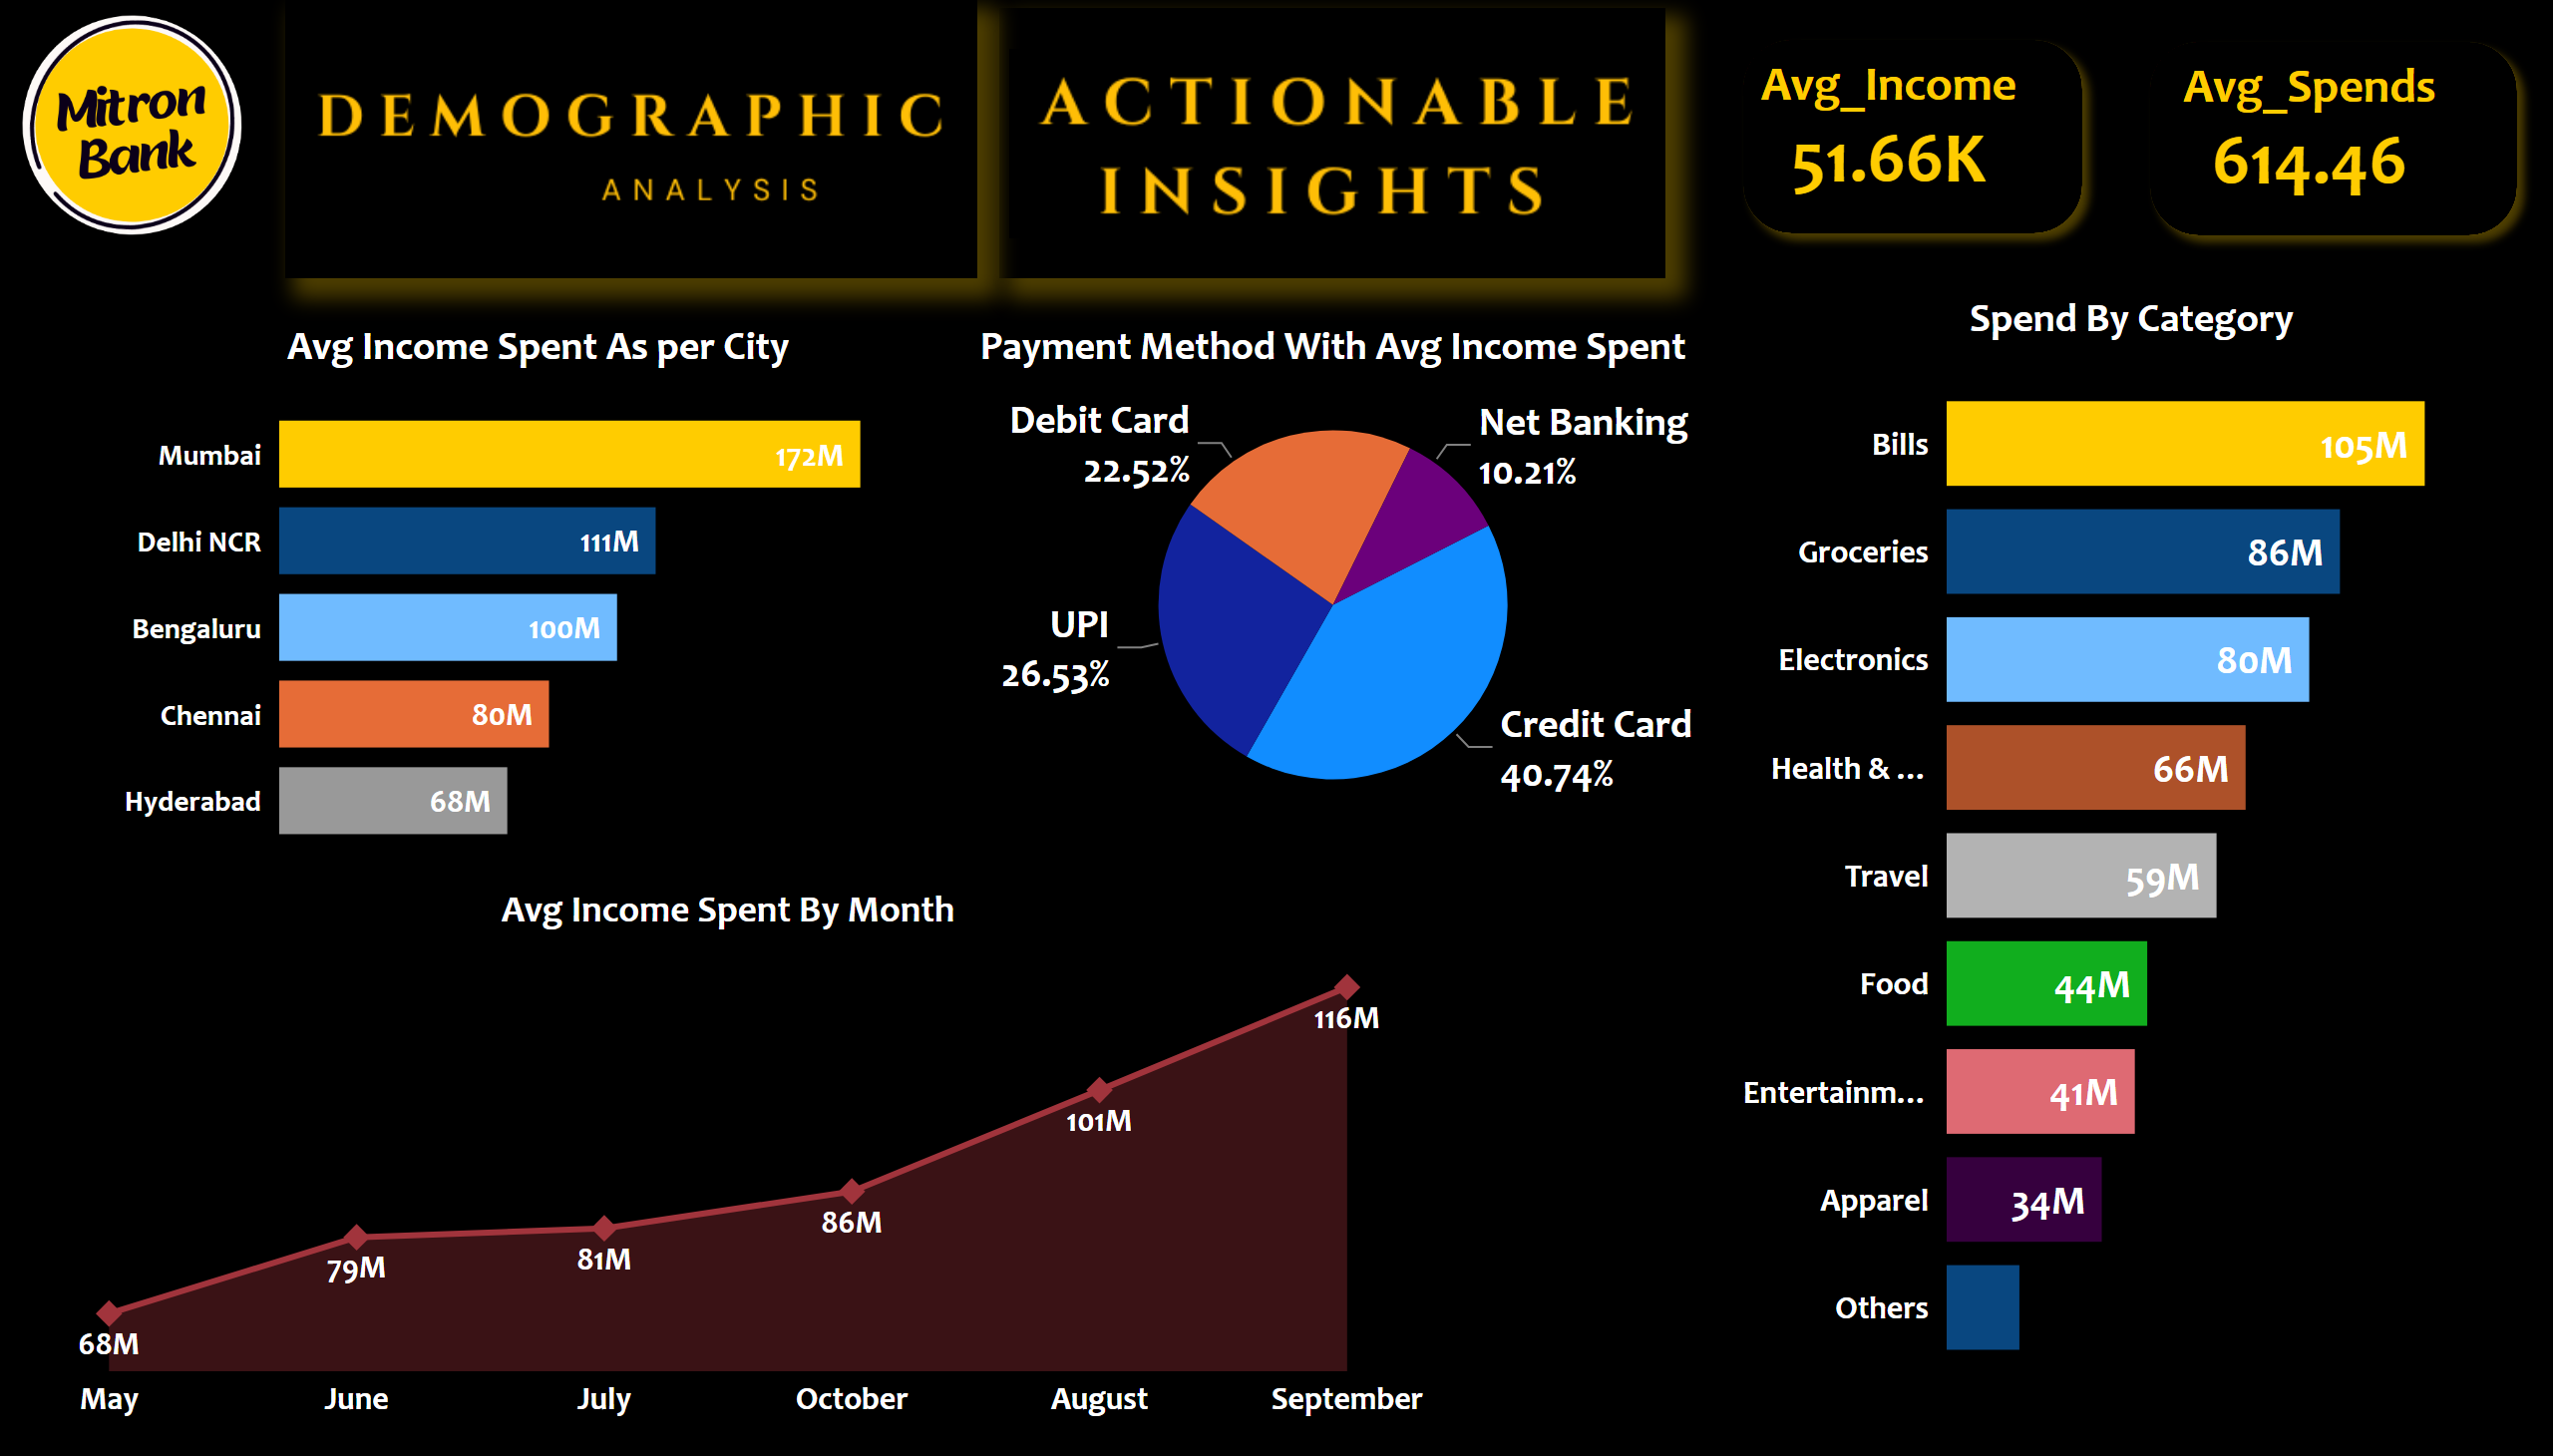 Mitron
Bank
DEMOGRAPHIC
ANALYSIS
ACTIONABLE
INSIGHTS
Avg_Income
51.66K
Avg_Spends
614.46
Avg Income Spent As per City
Mumbai 172M
Delhi NCR 111M
Bengaluru 100M
Chennai 80M
Hyderabad 68M
Payment Method With Avg Income Spent
Debit Card
22.52%
Net Banking
10.21%
UPI
26.53%
Credit Card
40.74%
Spend By Category
Bills 105M
Groceries 86M
Electronics 80M
Health & ... 66M
Travel 59M
Food 44M
Entertainm... 41M
Apparel 34M
Others
Avg Income Spent By Month
68M
79M
81M
86M
101M
116M
May June July October August September